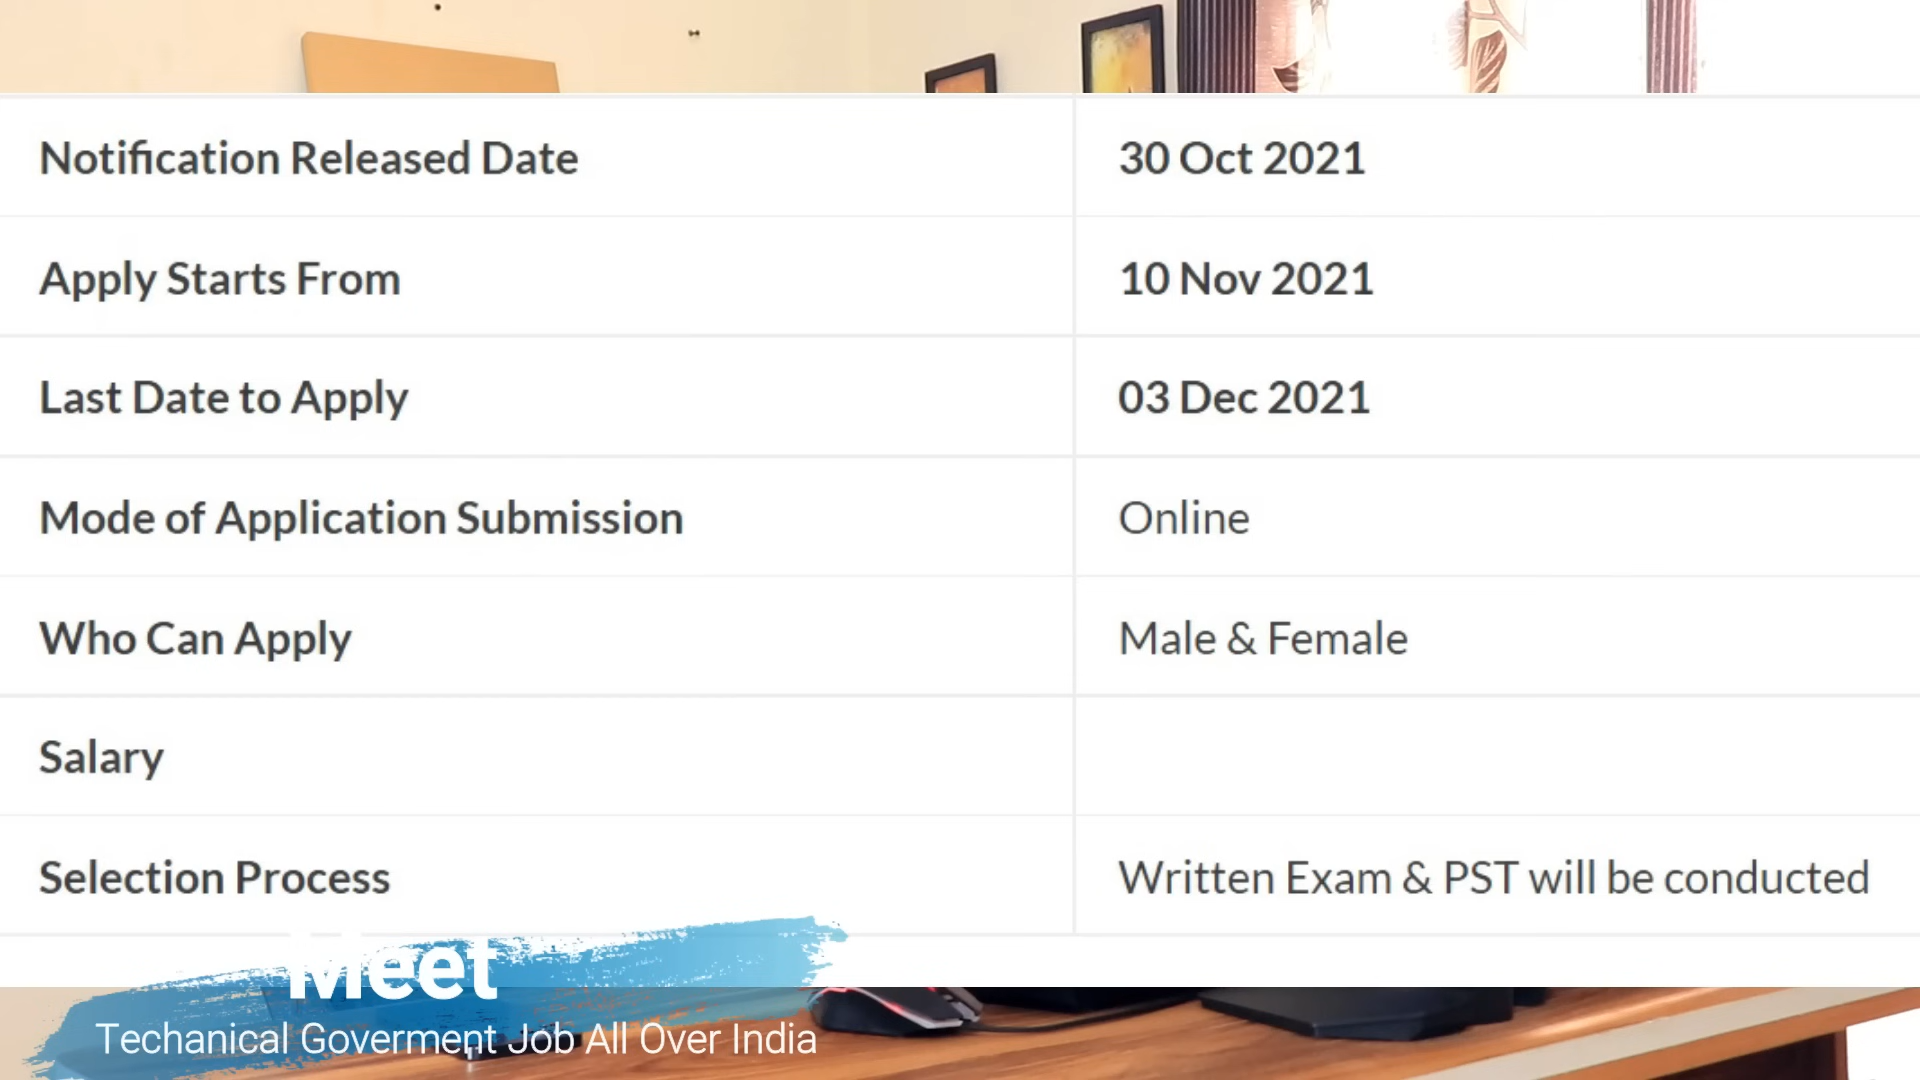 Notification Released Date 30 Oct 2021
Apply Starts From 10 Nov 2021
Last Date to Apply 03 Dec 2021
Mode of Application Submission Online
Who Can Apply Male & Female
Salary
Selection Process Written Exam & PST will be conducted
Meet
Techanical Goverment Job All Over India